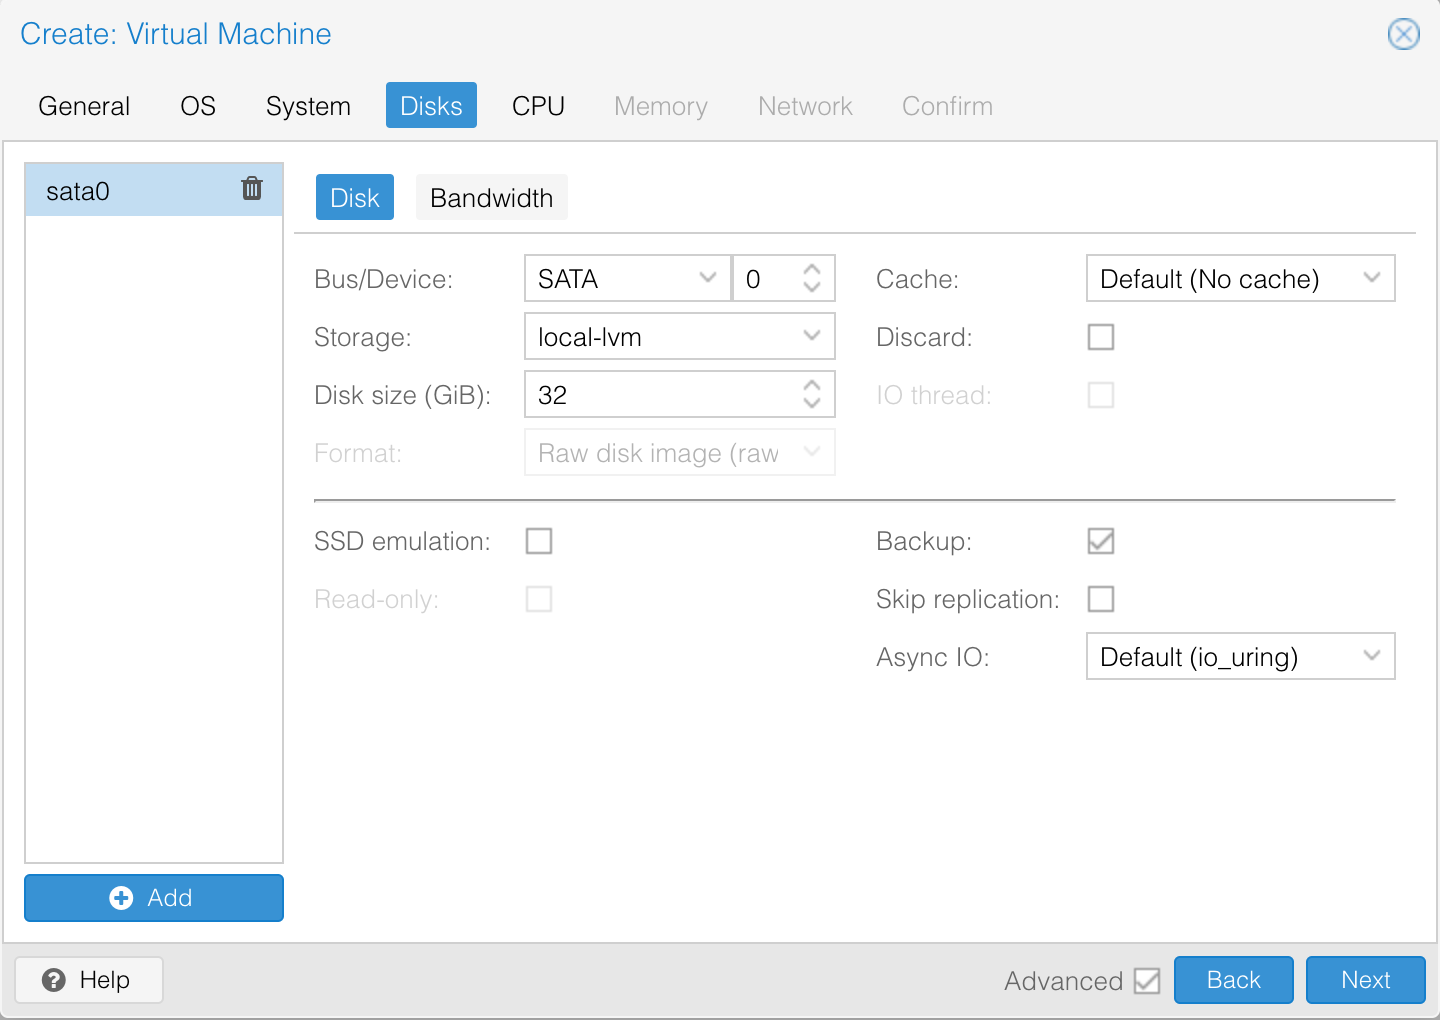 Create: Virtual Machine
General OS System Disks CPU Memory Network Confirm
sata0
Disk Bandwidth
Bus/Device: SATA 0 Cache: Default (No cache)
Storage: local-lvm Discard:
Disk size (GiB): 32 IO thread:
Format: Raw disk image (raw
SSD emulation: Backup:
Read-only: Skip replication:
Async IO: Default (io_uring)
Add
Help Advanced Back Next